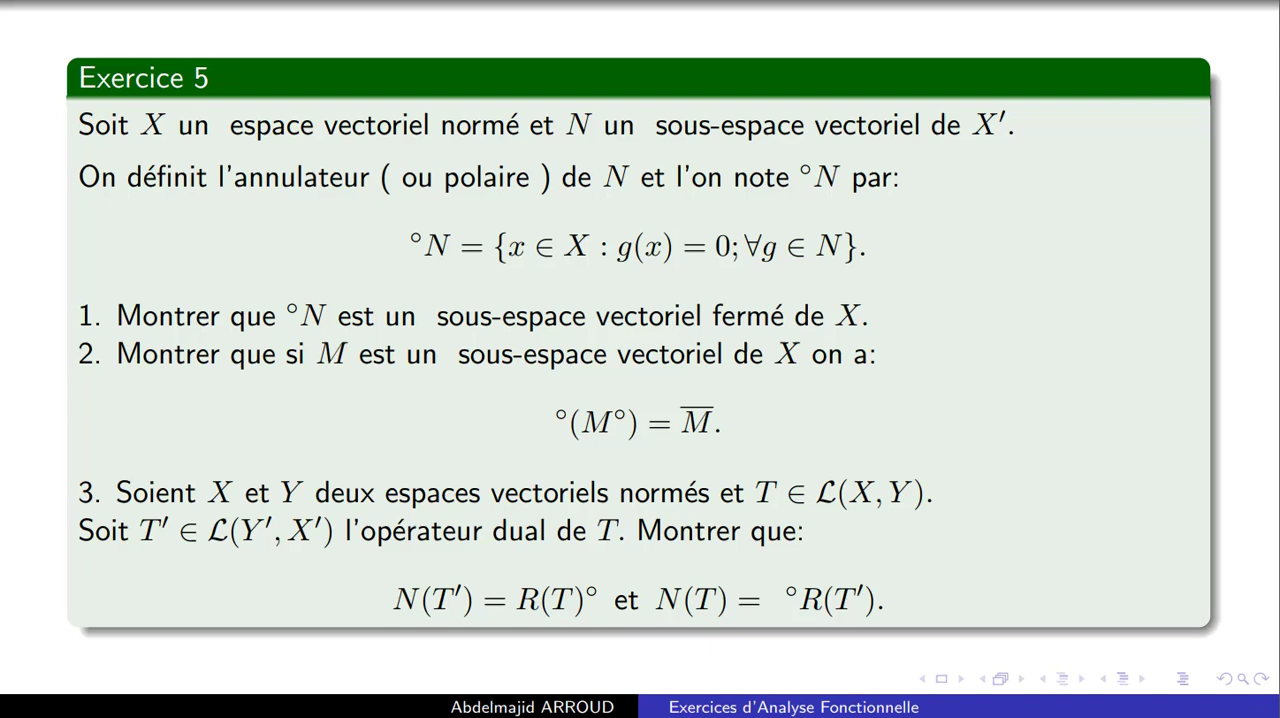 Exercice 5
Soit X un espace vectoriel normé et N un sous-espace vectoriel de X′.
On définit l'annulateur ( ou polaire ) de N et l'on note °N par:
°N = {x ∈ X : g(x) = 0; ∀g ∈ N}.
1. Montrer que °N est un sous-espace vectoriel fermé de X.
2. Montrer que si M est un sous-espace vectoriel de X on a:
°(M°) = M̅.
3. Soient X et Y deux espaces vectoriels normés et T ∈ ℒ(X, Y).
Soit T′ ∈ ℒ(Y′, X′) l'opérateur dual de T. Montrer que:
N(T′) = R(T)° et N(T) = °R(T′).
Abdelmajid ARROUD Exercices d'Analyse Fonctionnelle